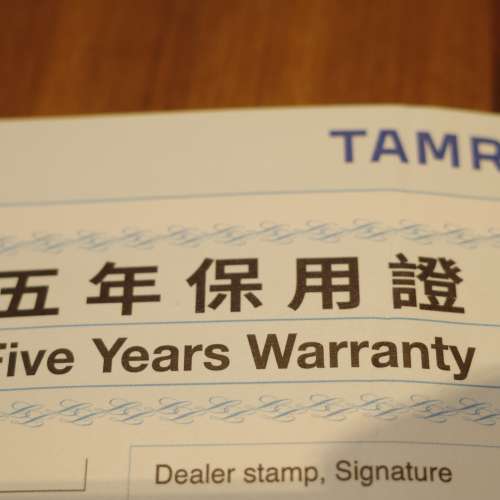 TAMR
五年保用證
Five Years Warranty
Dealer stamp, Signature